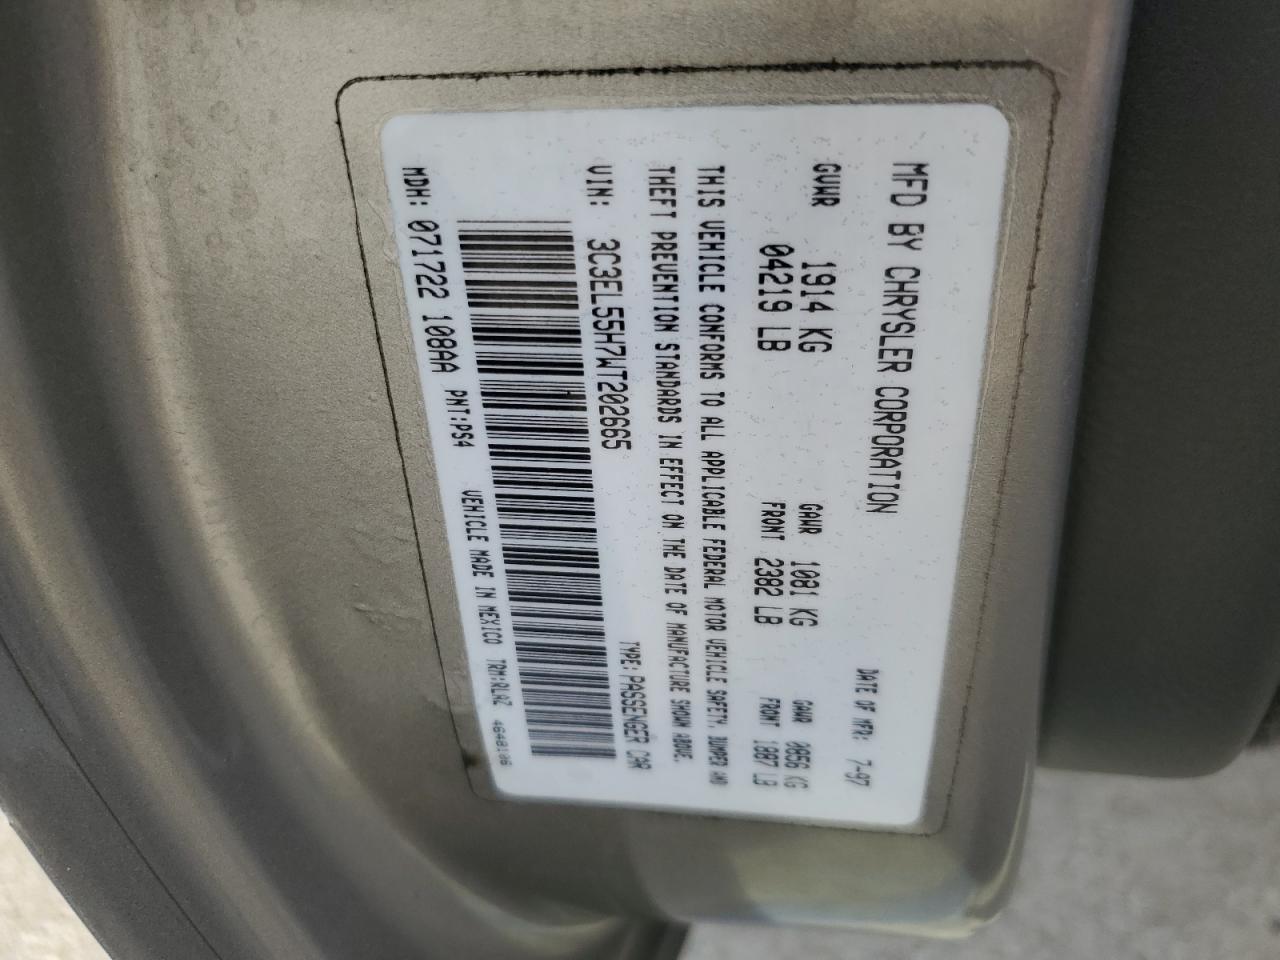 MFD BY CHRYSLER CORPORATION DATE OF MFR: 7-97
GVWR 1914 KG GAWR 1081 KG GAWR 0856 KG
04219 LB FRONT 2382 LB FRONT 1887 LB
THIS VEHICLE CONFORMS TO ALL APPLICABLE FEDERAL MOTOR VEHICLE SAFETY, BUMPER AND
THEFT PREVENTION STANDARDS IN EFFECT ON THE DATE OF MANUFACTURE SHOWN ABOVE.
VIN: 3C3EL55H7WT202665 TYPE: PASSENGER CAR
MDH: 071722 108AA PNT:PS4 VEHICLE MADE IN MEXICO TRM:RLAZ 4648106